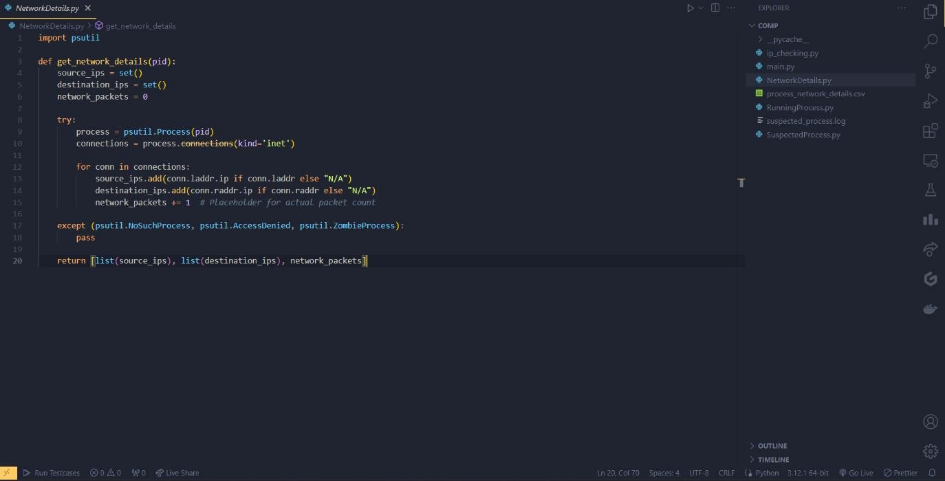 NetworkDetails.py
EXPLORER
NetworkDetails.py > get_network_details
COMP
1 import psutil
2
3 def get_network_details(pid):
4 source_ips = set()
5 destination_ips = set()
6 network_packets = 0
7
8 try:
9 process = psutil.Process(pid)
10 connections = process.connections(kind='inet')
11
12 for conn in connections:
13 source_ips.add(conn.laddr.ip if conn.laddr else "N/A")
14 destination_ips.add(conn.raddr.ip if conn.raddr else "N/A")
15 network_packets += 1 # Placeholder for actual packet count
16
17 except (psutil.NoSuchProcess, psutil.AccessDenied, psutil.ZombieProcess):
18 pass
19
20 return [list(source_ips), list(destination_ips), network_packets]
__pycache__
ip_checking.py
main.py
NetworkDetails.py
process_network_details.csv
RunningProcess.py
suspected_process.log
SuspectedProcess.py
OUTLINE
TIMELINE
Run Testcases 0 0 0 Live Share Ln 20, Col 70 Spaces: 4 UTF-8 CRLF Python 3.12.1 64-bit Go Live Prettier